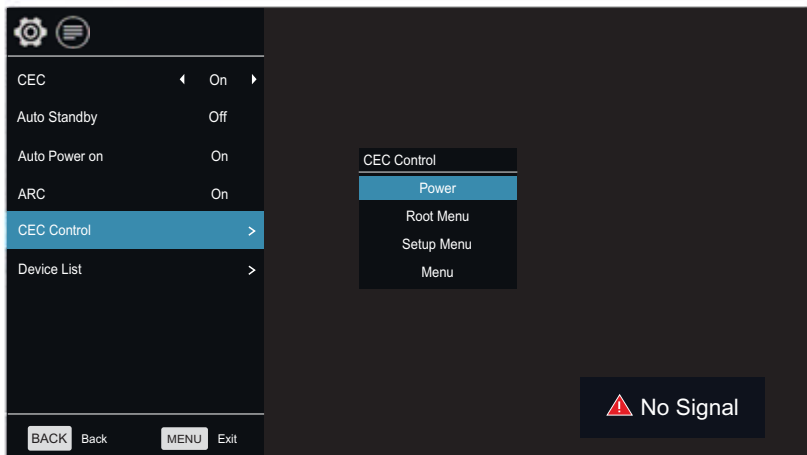 CEC On
Auto Standby Off
Auto Power on On
ARC On
CEC Control >
Device List >
BACK Back MENU Exit
CEC Control
Power
Root Menu
Setup Menu
Menu
No Signal